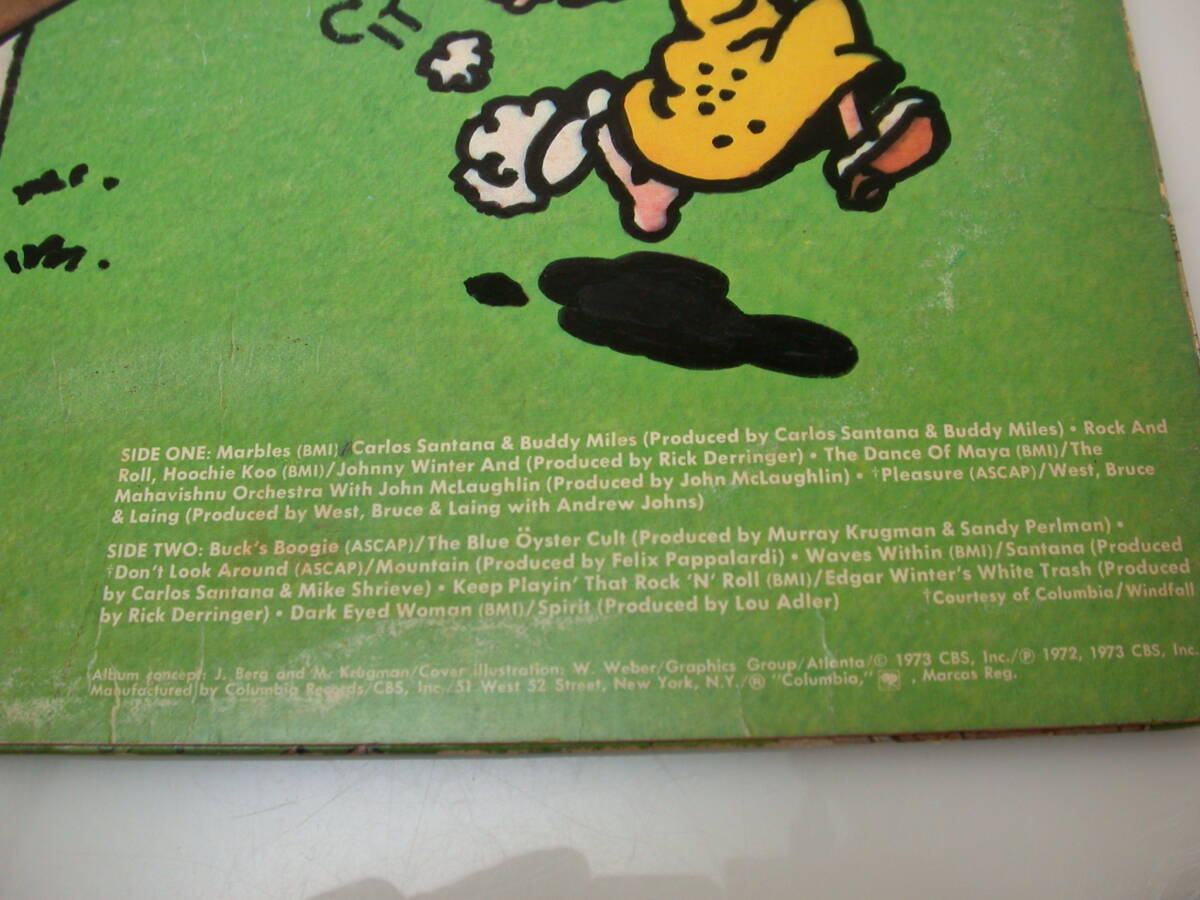 SIDE ONE: Marbles (BMI)/Carlos Santana & Buddy Miles (Produced by Carlos Santana & Buddy Miles) • Rock And
Roll, Hoochie Koo (BMI)/Johnny Winter And (Produced by Rick Derringer) • The Dance Of Maya (BMI)/The
Mahavishnu Orchestra With John McLaughlin (Produced by John McLaughlin) • †Pleasure (ASCAP)/West, Bruce
& Laing (Produced by West, Bruce & Laing with Andrew Johns)
SIDE TWO: Buck's Boogie (ASCAP)/The Blue Öyster Cult (Produced by Murray Krugman & Sandy Perlman) •
†Don't Look Around (ASCAP)/Mountain (Produced by Felix Pappalardi) • Waves Within (BMI)/Santana (Produced
by Carlos Santana & Mike Shrieve) • Keep Playin' That Rock 'N' Roll (BMI)/Edgar Winter's White Trash (Produced
by Rick Derringer) • Dark Eyed Woman (BMI)/Spirit (Produced by Lou Adler) †Courtesy of Columbia/Windfall
Album concept: J. Berg and M. Krugman/Cover illustration: W. Weber/Graphics Group/Atlanta/© 1973 CBS, Inc./℗ 1972, 1973 CBS, Inc.
Manufactured by Columbia Records/CBS, Inc./51 West 52 Street, New York, N.Y./® "Columbia," , Marcas Reg.